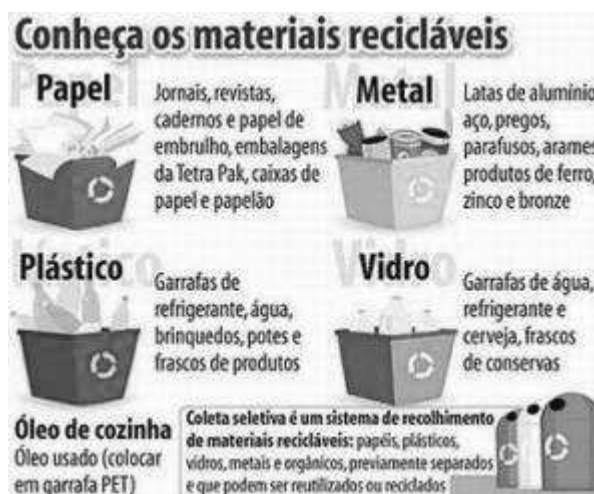 Conheça os materiais recicláveis
Papel
Jornais, revistas,
cadernos e papel de
embrulho, embalagens
da Tetra Pak, caixas de
papel e papelão
Metal
Latas de alumínio
aço, pregos,
parafusos, arames
produtos de ferro,
zinco e bronze
Plástico
Garrafas de
refrigerante, água,
brinquedos, potes e
frascos de produtos
Vidro
Garrafas de água,
refrigerante e
cerveja, frascos
de conservas
Óleo de cozinha
Óleo usado (colocar
em garrafa PET)
Coleta seletiva é um sistema de recolhimento
de materiais recicláveis: papéis, plásticos,
vidros, metais e orgânicos, previamente separados
e que podem ser reutilizados ou reciclados